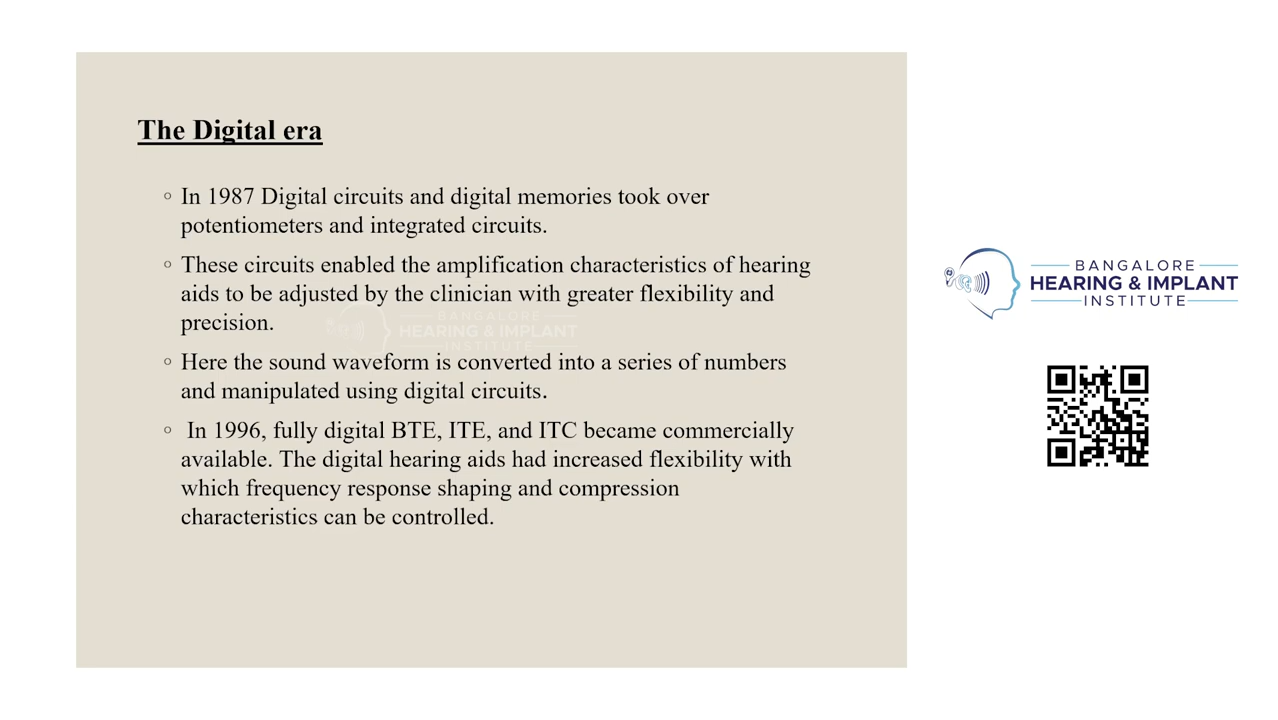 The Digital era
In 1987 Digital circuits and digital memories took over
potentiometers and integrated circuits.
These circuits enabled the amplification characteristics of hearing
aids to be adjusted by the clinician with greater flexibility and
precision.
Here the sound waveform is converted into a series of numbers
and manipulated using digital circuits.
In 1996, fully digital BTE, ITE, and ITC became commercially
available. The digital hearing aids had increased flexibility with
which frequency response shaping and compression
characteristics can be controlled.
BANGALORE
HEARING & IMPLANT
INSTITUTE
BANGALORE
HEARING & IMPLANT
INSTITUTE